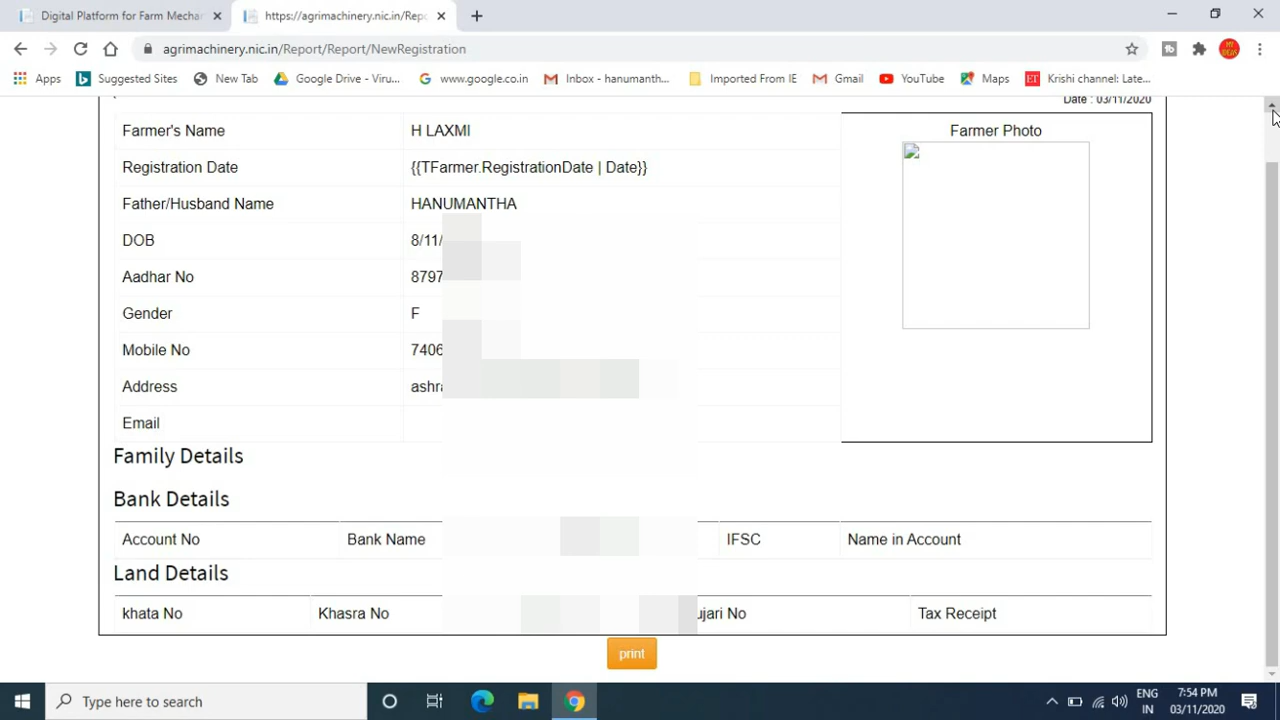 Digital Platform for Farm Mecha
https://agrimachinery.nic.in/Repo
agrimachinery.nic.in/Report/Report/NewRegistration
Apps
Suggested Sites
New Tab
Google Drive - Viru...
www.google.co.in
Inbox - hanumanth...
Imported From IE
Gmail
YouTube
Maps
Krishi channel: Late...
Date : 03/11/2020
Farmer's Name H LAXMI
Farmer Photo
Registration Date {{TFarmer.RegistrationDate | Date}}
Father/Husband Name HANUMANTHA
DOB 8/11/
Aadhar No 8797
Gender F
Mobile No 7406
Address ashra
Email
Family Details
Bank Details
Account No Bank Name IFSC Name in Account
Land Details
khata No Khasra No ujari No Tax Receipt
print
Type here to search
ENG
IN
7:54 PM
03/11/2020